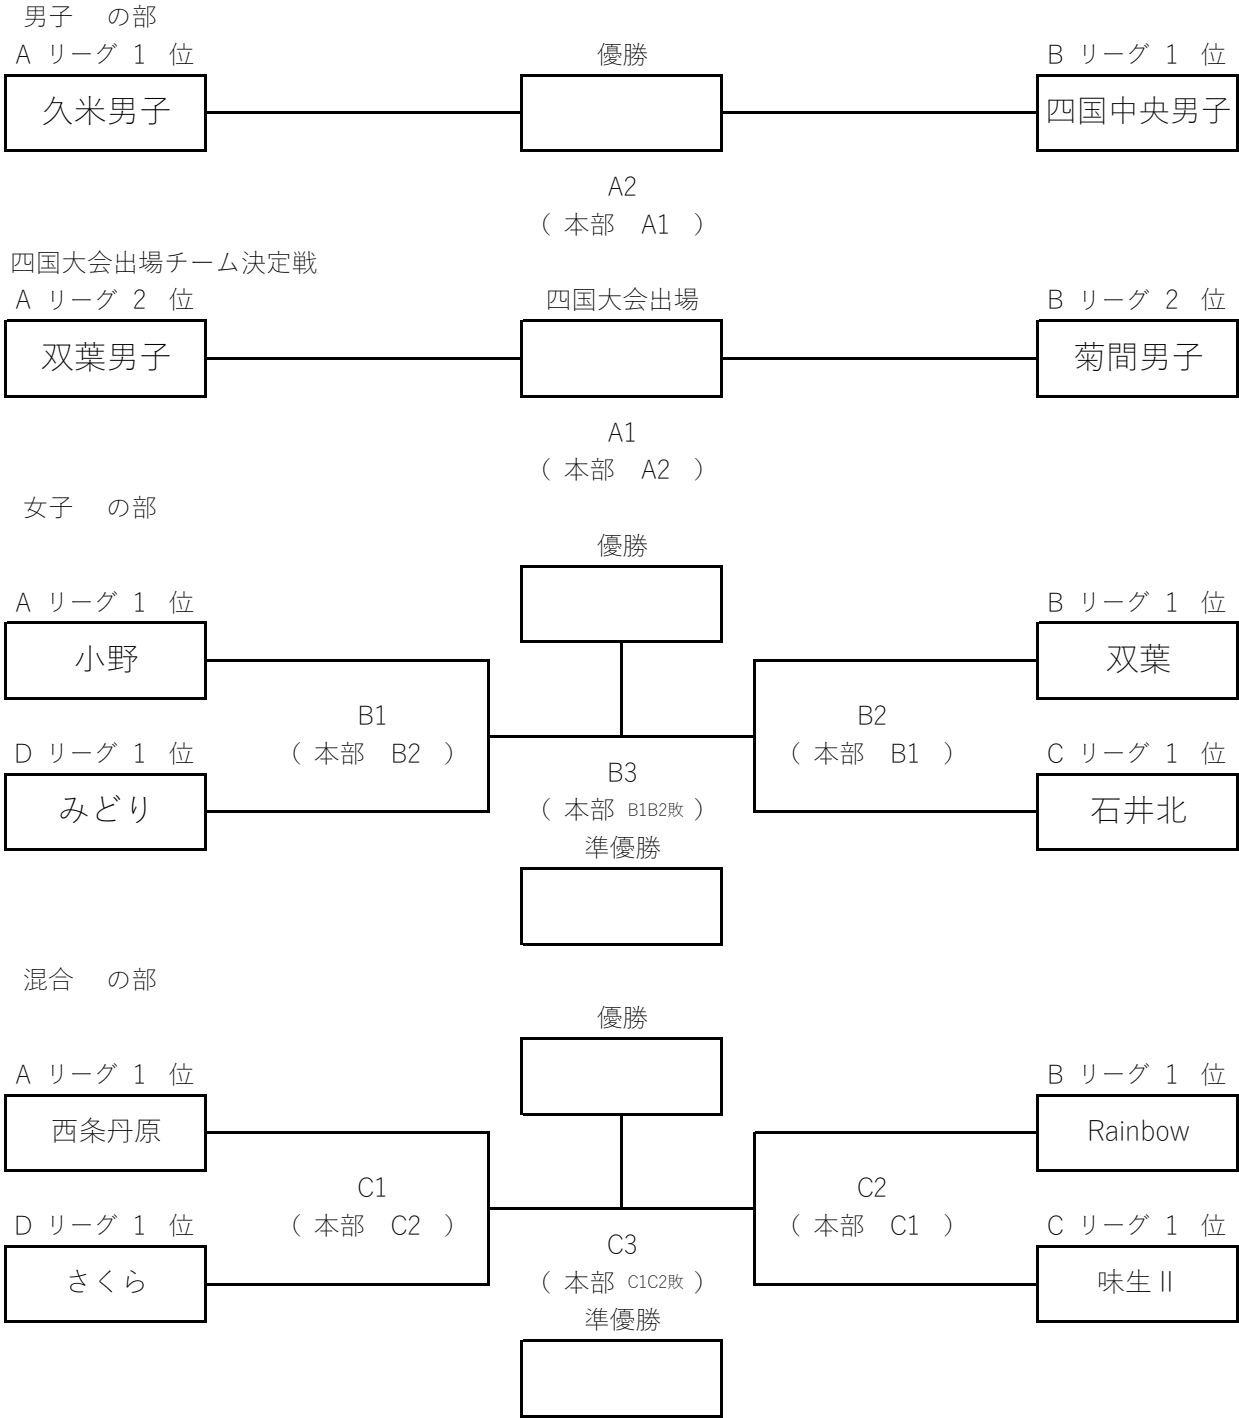 男子 の部
A リーグ 1 位 優勝 B リーグ 1 位
久米男子 四国中央男子
A2
( 本部 A1 )
四国大会出場チーム決定戦
A リーグ 2 位 四国大会出場 B リーグ 2 位
双葉男子 菊間男子
A1
( 本部 A2 )
女子 の部
優勝
A リーグ 1 位 B リーグ 1 位
小野 双葉
B1 B2
D リーグ 1 位 ( 本部 B2 ) ( 本部 B1 ) C リーグ 1 位
B3
みどり ( 本部 B1B2敗 ) 石井北
準優勝
混合 の部
優勝
A リーグ 1 位 B リーグ 1 位
西条丹原 Rainbow
C1 C2
D リーグ 1 位 ( 本部 C2 ) ( 本部 C1 ) C リーグ 1 位
C3
さくら ( 本部 C1C2敗 ) 味生Ⅱ
準優勝